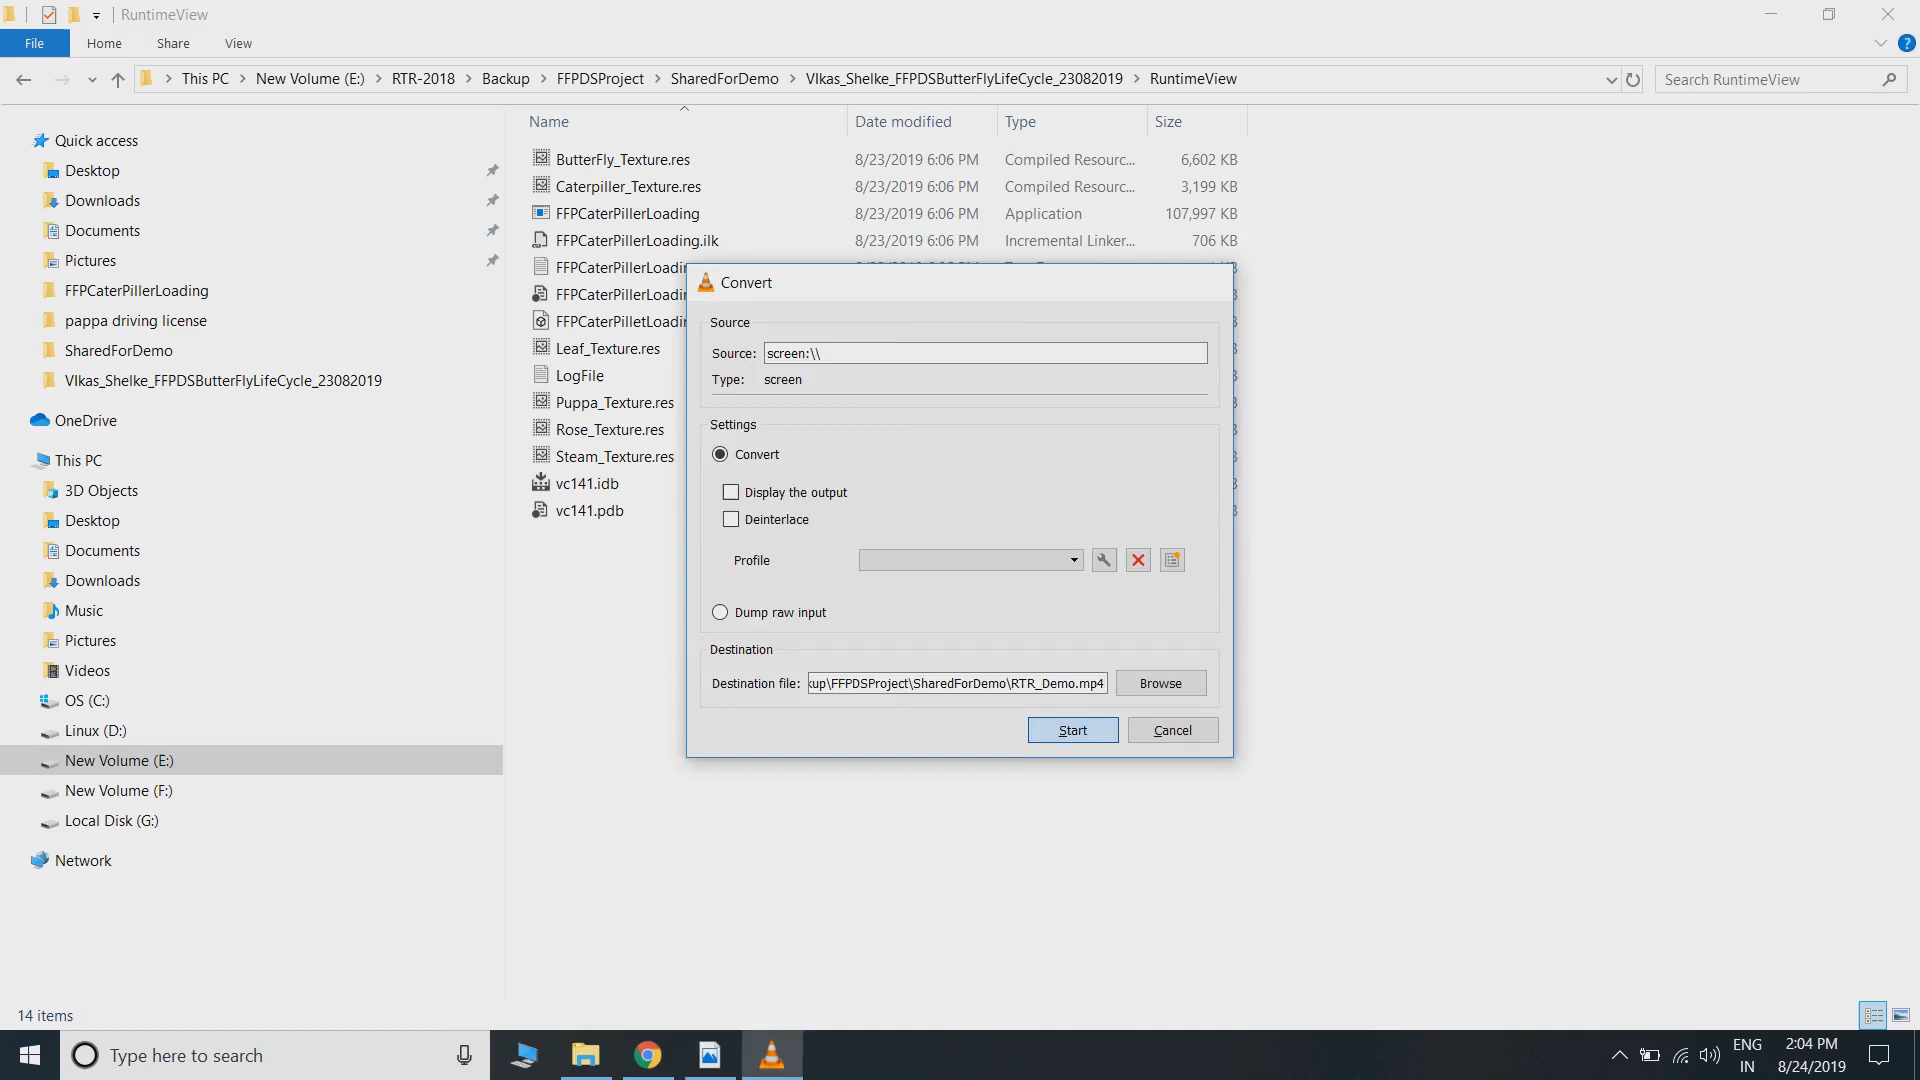 RuntimeView
File
Home
Share
View
This PC
New Volume (E:)
RTR-2018
Backup
FFPDSProject
SharedForDemo
VIkas_Shelke_FFPDSButterFlyLifeCycle_23082019
RuntimeView
Search RuntimeView
Name
Date modified
Type
Size
Quick access
Desktop
Downloads
Documents
Pictures
FFPCaterPillerLoading
pappa driving license
SharedForDemo
VIkas_Shelke_FFPDSButterFlyLifeCycle_23082019
OneDrive
This PC
3D Objects
Desktop
Documents
Downloads
Music
Pictures
Videos
OS (C:)
Linux (D:)
New Volume (E:)
New Volume (F:)
Local Disk (G:)
Network
ButterFly_Texture.res 8/23/2019 6:06 PM Compiled Resourc... 6,602 KB
Caterpiller_Texture.res 8/23/2019 6:06 PM Compiled Resourc... 3,199 KB
FFPCaterPillerLoading 8/23/2019 6:06 PM Application 107,997 KB
FFPCaterPillerLoading.ilk 8/23/2019 6:06 PM Incremental Linker... 706 KB
FFPCaterPillerLoadin
FFPCaterPillerLoadin
FFPCaterPilletLoadin
Leaf_Texture.res
LogFile
Puppa_Texture.res
Rose_Texture.res
Steam_Texture.res
vc141.idb
vc141.pdb
Convert
Source
Source: screen:\\
Type: screen
Settings
Convert
Display the output
Deinterlace
Profile
Dump raw input
Destination
Destination file: kup\FFPDSProject\SharedForDemo\RTR_Demo.mp4
Browse
Start
Cancel
14 items
Type here to search
ENG
IN
2:04 PM
8/24/2019